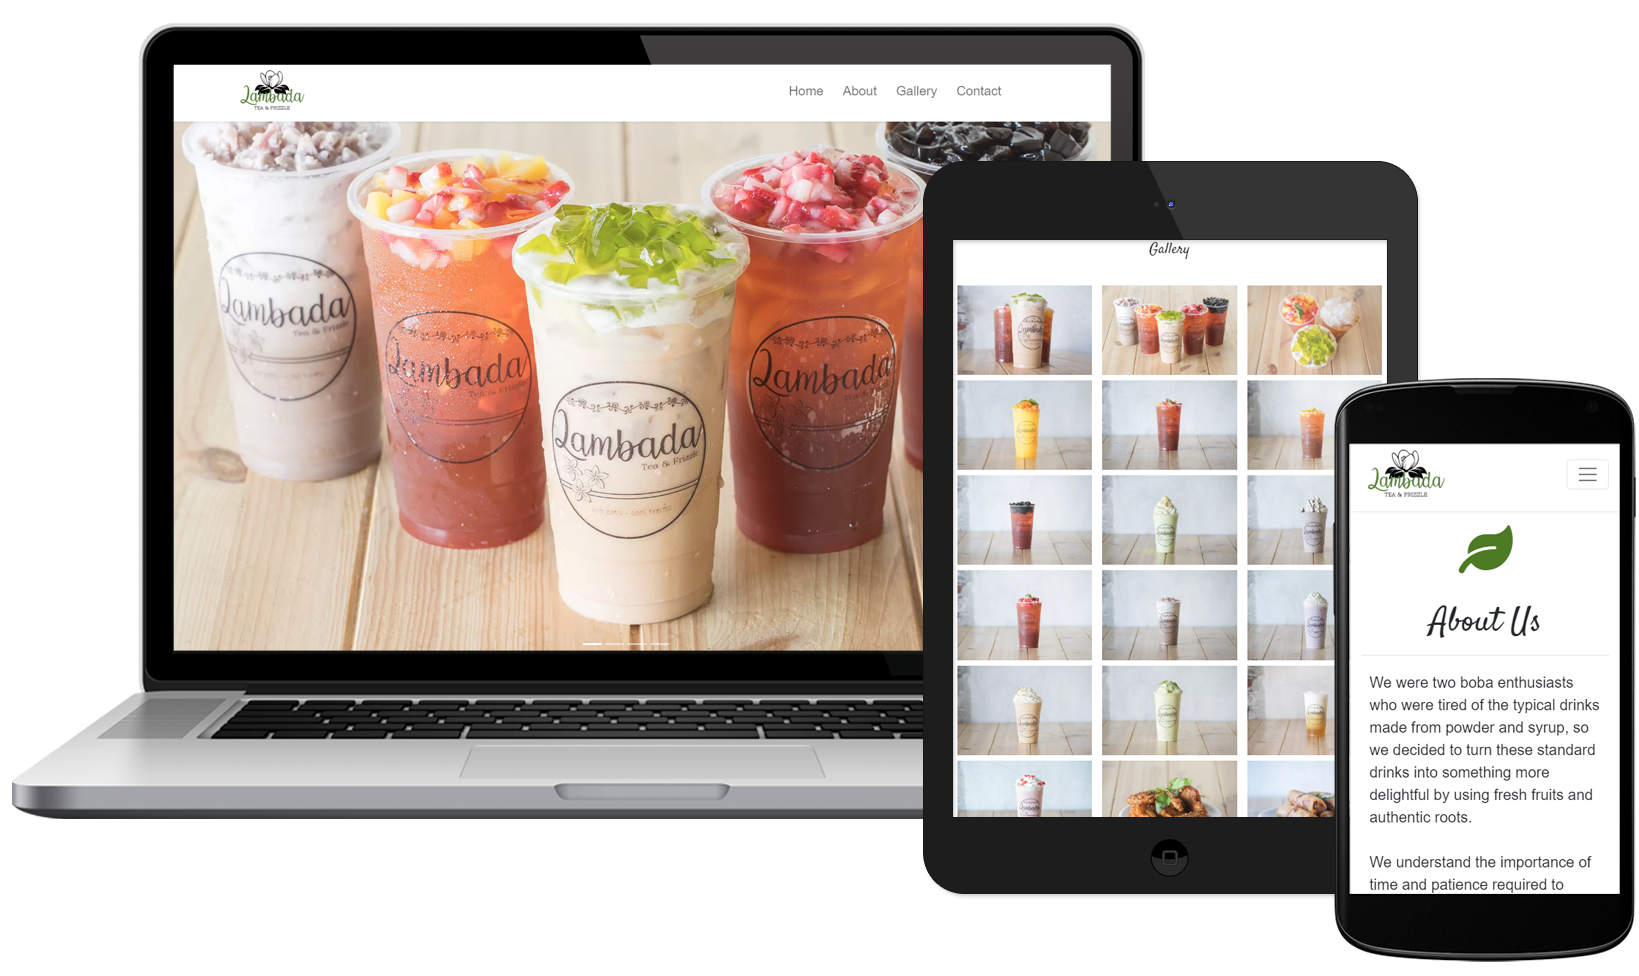 Lambada
TEA & FRIZZLE
Home About Gallery Contact
Lambada
Tea & Frizzle
Lambada
Lambada
Tea & Frizzle
Lambada
Gallery
Lambada
TEA & FRIZZLE
About Us
We were two boba enthusiasts
who were tired of the typical drinks
made from powder and syrup, so
we decided to turn these standard
drinks into something more
delightful by using fresh fruits and
authentic roots.
We understand the importance of
time and patience required to